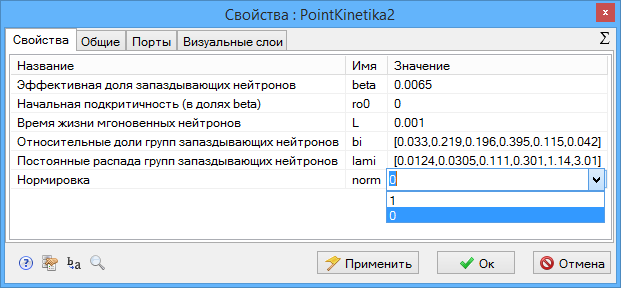 Свойства : PointKinetika2
Свойства Общие Порты Визуальные слои Σ
Название Имя Значение
Эффективная доля запаздывающих нейтронов beta 0.0065
Начальная подкритичность (в долях beta) ro0 0
Время жизни мгоновенных нейтронов L 0.001
Относительные доли групп запаздывающих нейтронов bi [0.033,0.219,0.196,0.395,0.115,0.042]
Постоянные распада групп запаздывающих нейтронов lami [0.0124,0.0305,0.111,0.301,1.14,3.01]
Нормировка norm 0
1
0
? b a Применить Ок Отмена